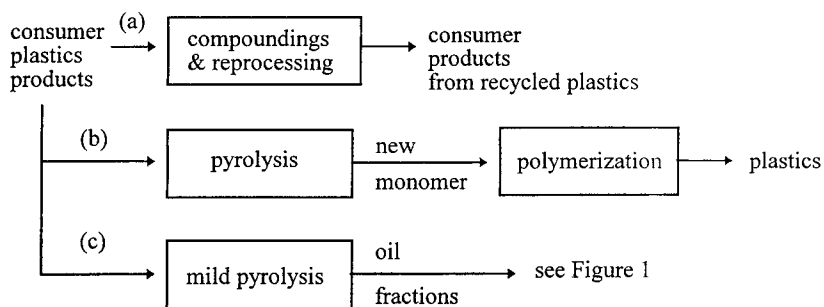 consumer
plastics
products
(a)
compoundings
& reprocessing
consumer
products
from recycled plastics
(b)
pyrolysis
new
monomer
polymerization
plastics
(c)
mild pyrolysis
oil
fractions
see Figure 1